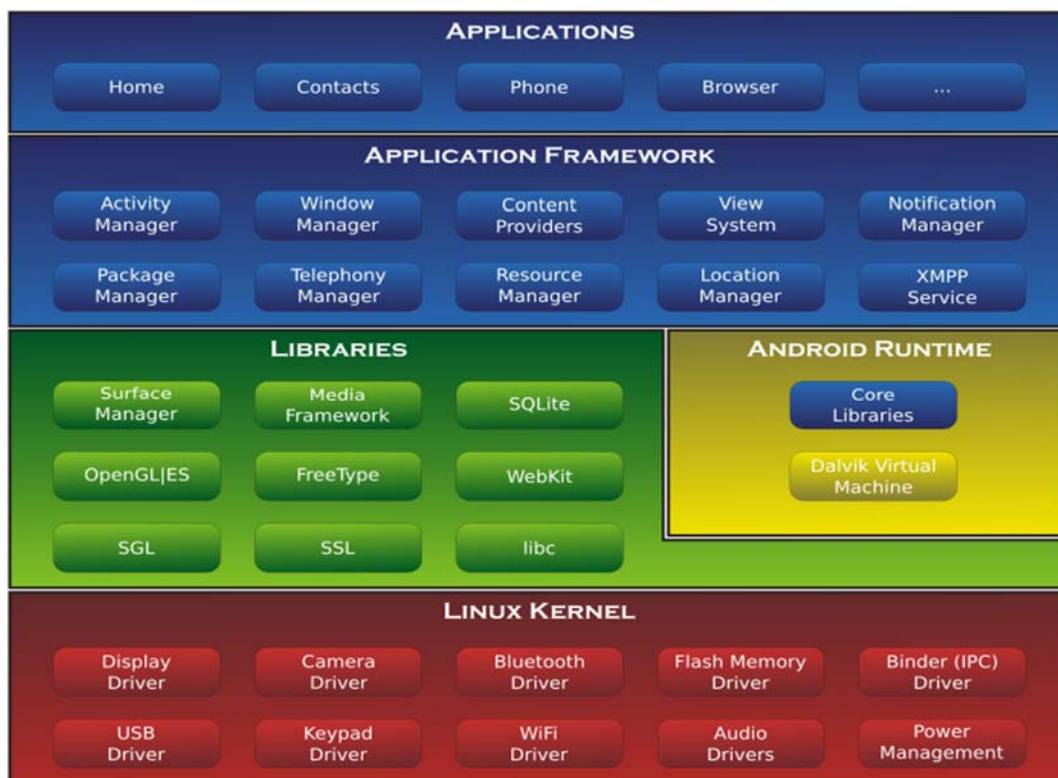 APPLICATIONS
Home
Contacts
Phone
Browser
...
APPLICATION FRAMEWORK
Activity
Manager
Window
Manager
Content
Providers
View
System
Notification
Manager
Package
Manager
Telephony
Manager
Resource
Manager
Location
Manager
XMPP
Service
LIBRARIES
Surface
Manager
Media
Framework
SQLite
OpenGL|ES
FreeType
WebKit
SGL
SSL
libc
ANDROID RUNTIME
Core
Libraries
Dalvik Virtual
Machine
LINUX KERNEL
Display
Driver
Camera
Driver
Bluetooth
Driver
Flash Memory
Driver
Binder (IPC)
Driver
USB
Driver
Keypad
Driver
WiFi
Driver
Audio
Drivers
Power
Management